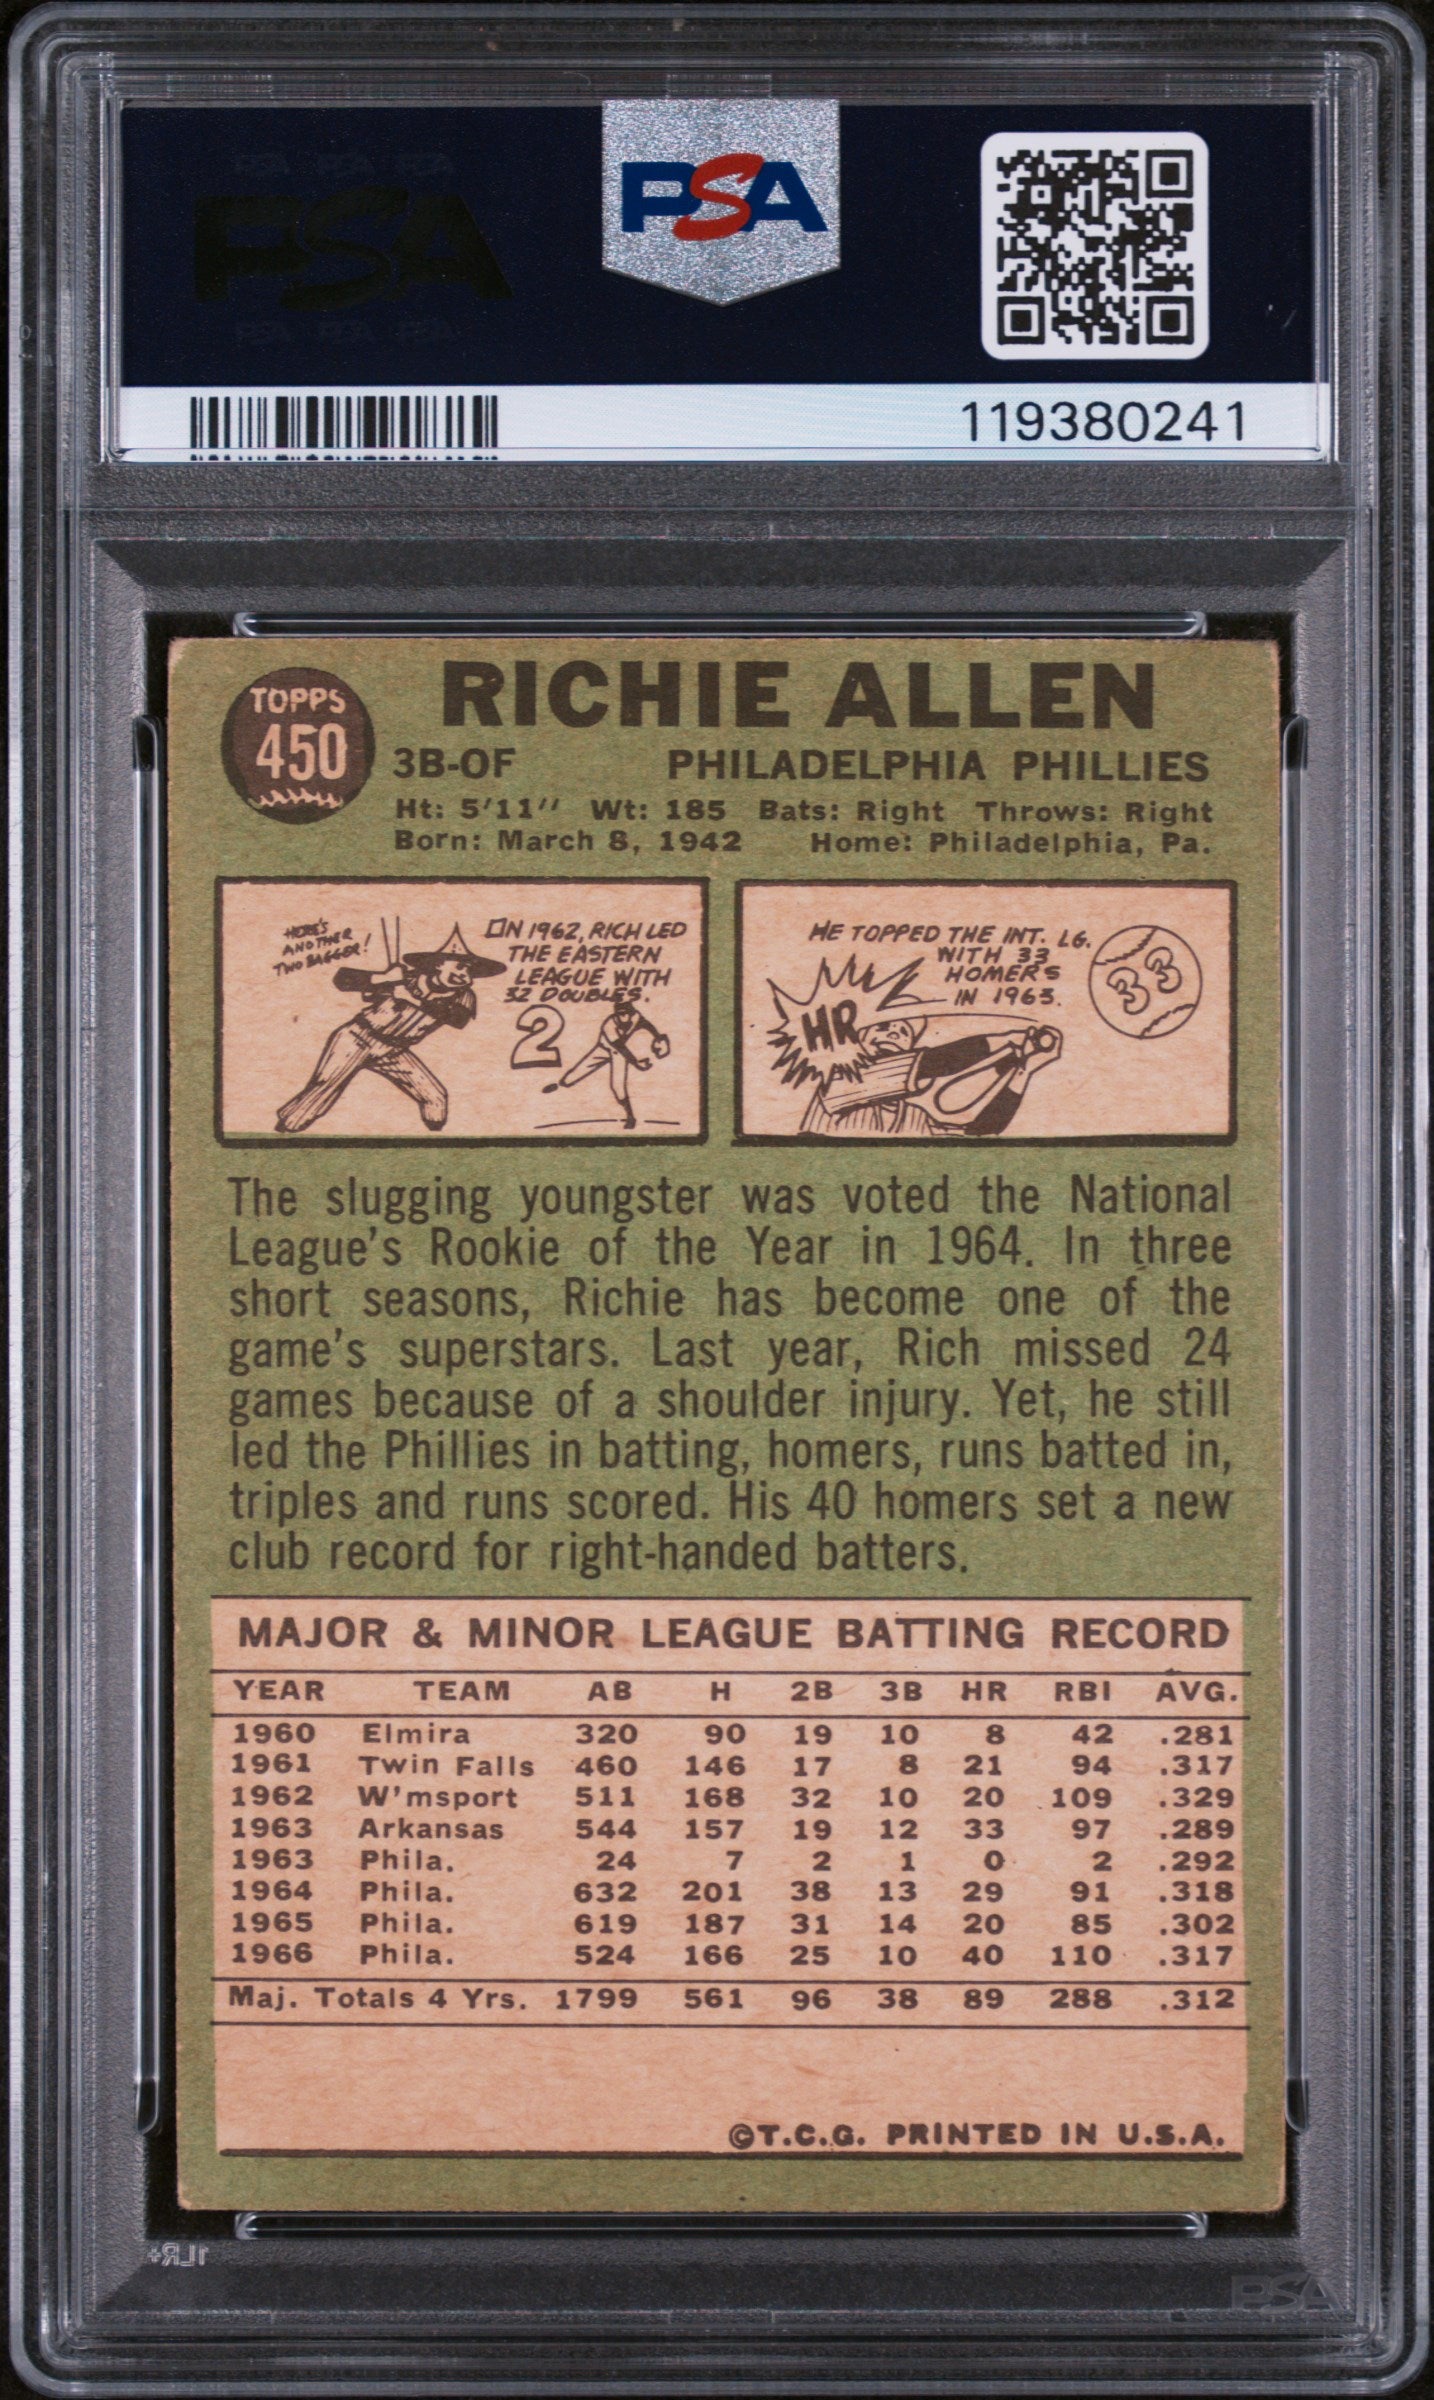 PSA PSA PSA
PSA
PSA PSA PSA
PSA
119380241
TOPPS
450
RICHIE ALLEN
3B-OF PHILADELPHIA PHILLIES
Ht: 5'11" Wt: 185 Bats: Right Throws: Right
Born: March 8, 1942 Home: Philadelphia, Pa.
HERE'S
ANOTHER
TWO BAGGER!
IN 1962, RICH LED
THE EASTERN
LEAGUE WITH
32 DOUBLES.
2
HE TOPPED THE INT. LG.
WITH 33
HOMERS
IN 1963.
33
HR
The slugging youngster was voted the National
League's Rookie of the Year in 1964. In three
short seasons, Richie has become one of the
game's superstars. Last year, Rich missed 24
games because of a shoulder injury. Yet, he still
led the Phillies in batting, homers, runs batted in,
triples and runs scored. His 40 homers set a new
club record for right-handed batters.
MAJOR & MINOR LEAGUE BATTING RECORD
YEAR TEAM AB H 2B 3B HR RBI AVG.
1960 Elmira 320 90 19 10 8 42 .281
1961 Twin Falls 460 146 17 8 21 94 .317
1962 W'msport 511 168 32 10 20 109 .329
1963 Arkansas 544 157 19 12 33 97 .289
1963 Phila. 24 7 2 1 0 2 .292
1964 Phila. 632 201 38 13 29 91 .318
1965 Phila. 619 187 31 14 20 85 .302
1966 Phila. 524 166 25 10 40 110 .317
Maj. Totals 4 Yrs. 1799 561 96 38 89 288 .312
©T.C.G. PRINTED IN U.S.A.
1LR+
PSA